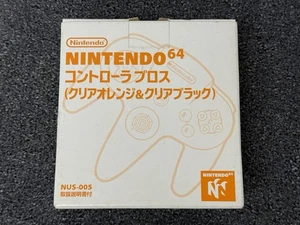 Nintendo
NINTENDO64
コントローラ ブロス
(クリアオレンジ&クリアブラック)
NUS-005
取扱説明書付
NINTENDO64